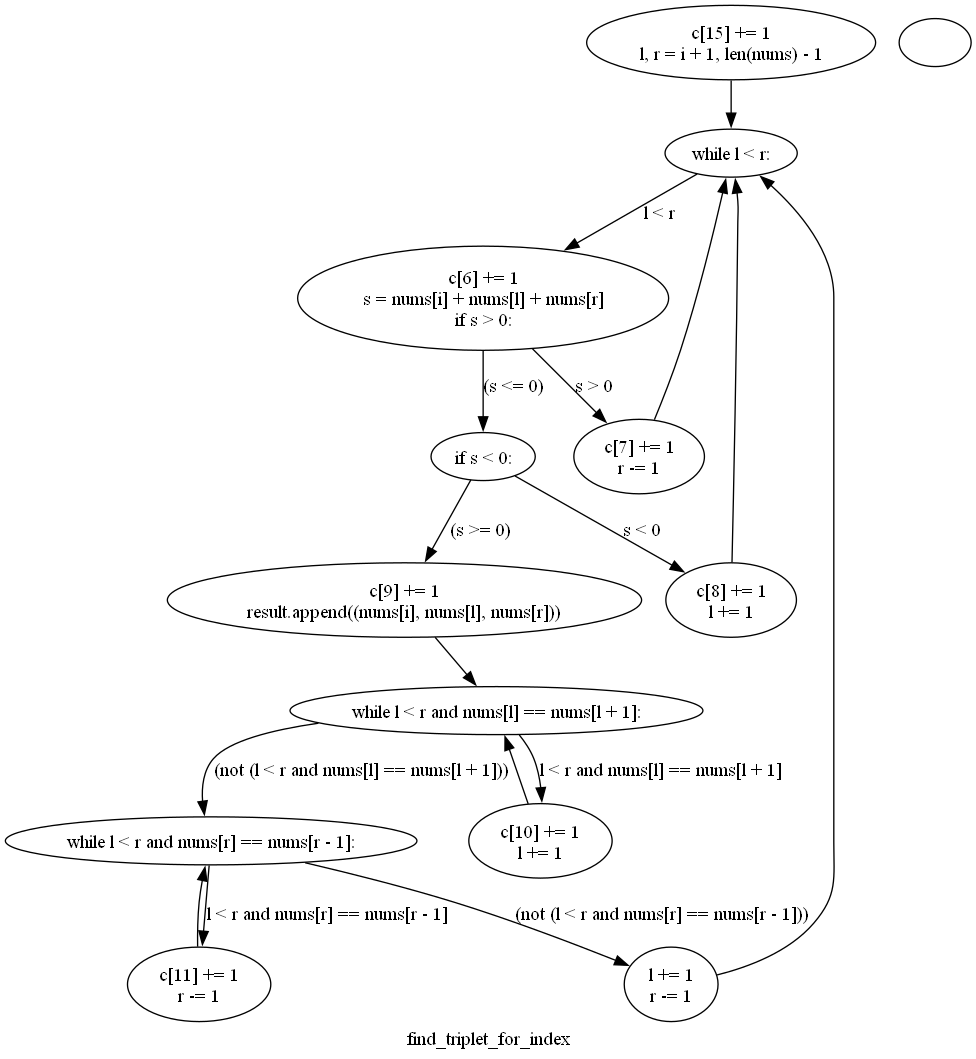 c[15] += 1
l, r = i + 1, len(nums) - 1
while l < r:
l < r
c[6] += 1
s = nums[i] + nums[l] + nums[r]
if s > 0:
(s <= 0)
s > 0
c[7] += 1
r -= 1
if s < 0:
(s >= 0)
s < 0
c[9] += 1
result.append((nums[i], nums[l], nums[r]))
c[8] += 1
l += 1
while l < r and nums[l] == nums[l + 1]:
(not (l < r and nums[l] == nums[l + 1]))
l < r and nums[l] == nums[l + 1]
while l < r and nums[r] == nums[r - 1]:
c[10] += 1
l += 1
l < r and nums[r] == nums[r - 1]
(not (l < r and nums[r] == nums[r - 1]))
c[11] += 1
r -= 1
l += 1
r -= 1
find_triplet_for_index